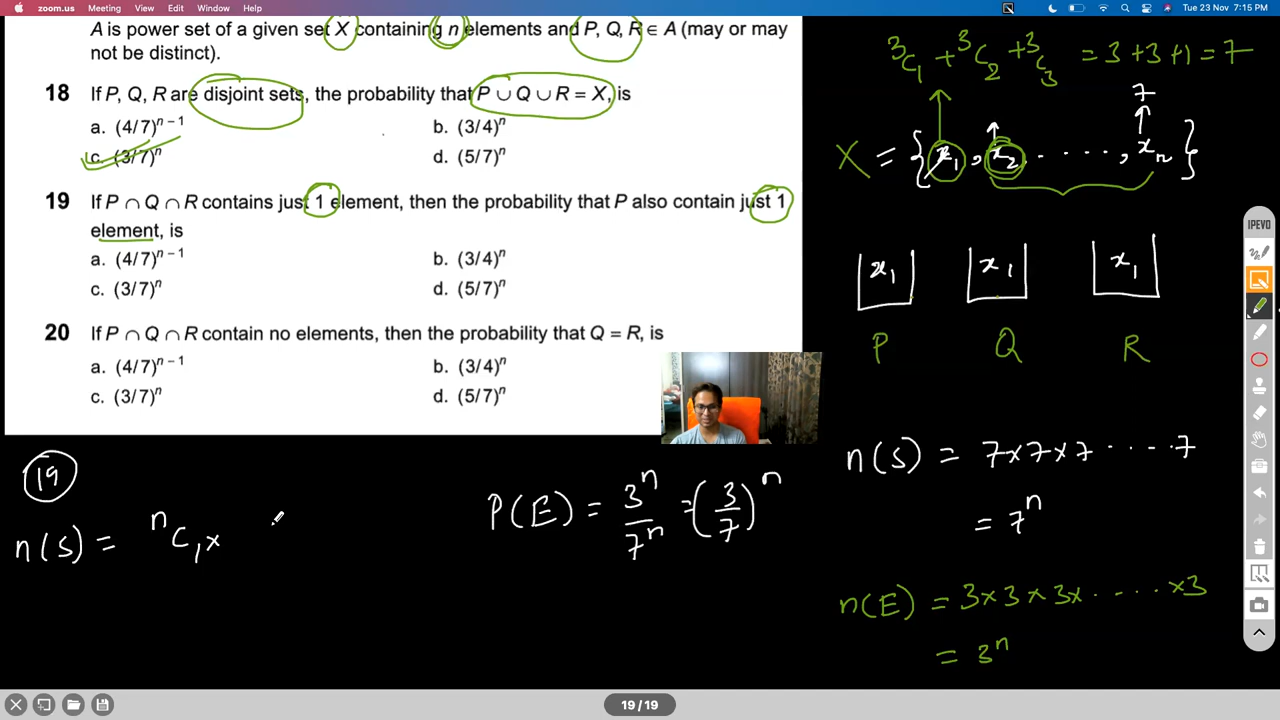 zoom.us Meeting View Edit Window Help Tue 23 Nov 7:15 PM
A is power set of a given set X containing n elements and P, Q, R ∈ A (may or may
not be distinct).
18 If P, Q, R are disjoint sets, the probability that P ∪ Q ∪ R = X, is
a. (4/7)ⁿ⁻¹ b. (3/4)ⁿ
c. (3/7)ⁿ d. (5/7)ⁿ
19 If P ∩ Q ∩ R contains just 1 element, then the probability that P also contain just 1
element, is
a. (4/7)ⁿ⁻¹ b. (3/4)ⁿ
c. (3/7)ⁿ d. (5/7)ⁿ
20 If P ∩ Q ∩ R contain no elements, then the probability that Q = R, is
a. (4/7)ⁿ⁻¹ b. (3/4)ⁿ
c. (3/7)ⁿ d. (5/7)ⁿ
³C₁ + ³C₂ + ³C₃ = 3+3+1 = 7
7
X = {x₁, x₂, ....., xₙ}
x₁ x₁ x₁
P Q R
n(S) = 7×7×7 .....7
= 7ⁿ
n(E) = 3×3×3× ..... ×3
= 3ⁿ
19
n(S) = ⁿC₁ ×
P(E) = 3ⁿ/7ⁿ = (3/7)ⁿ
IPEVO
19 / 19